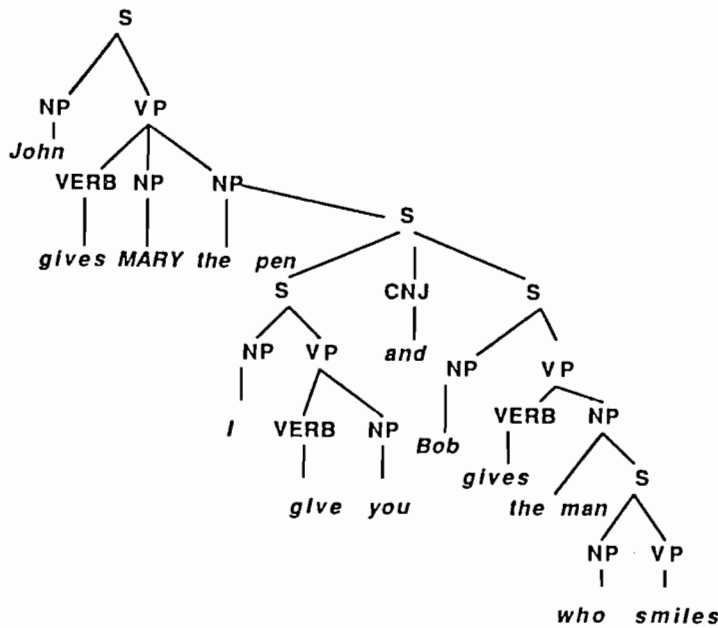 S
NP VP
John
VERB NP NP
S
gives MARY the pen
S CNJ S
NP VP and
NP VP
I VERB NP Bob VERB NP
gives S
give you the man
NP VP
who smiles